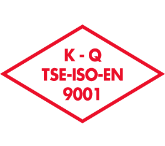 K - Q
TSE-ISO-EN
9001